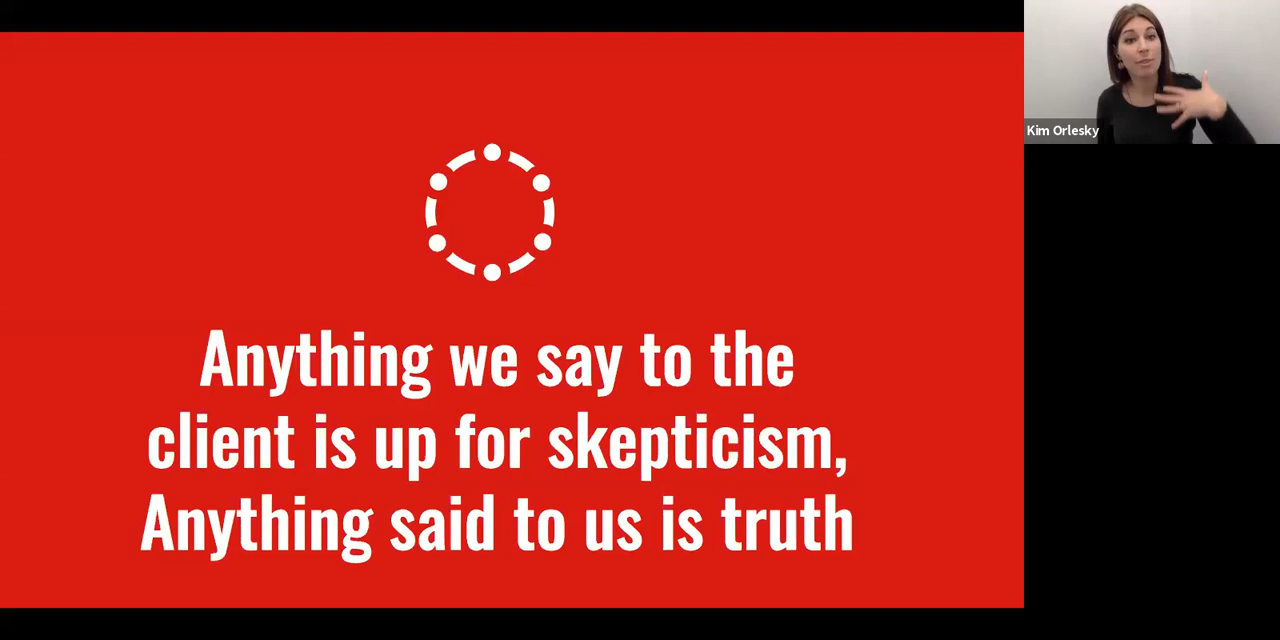 Kim Orlesky
Anything we say to the
client is up for skepticism,
Anything said to us is truth